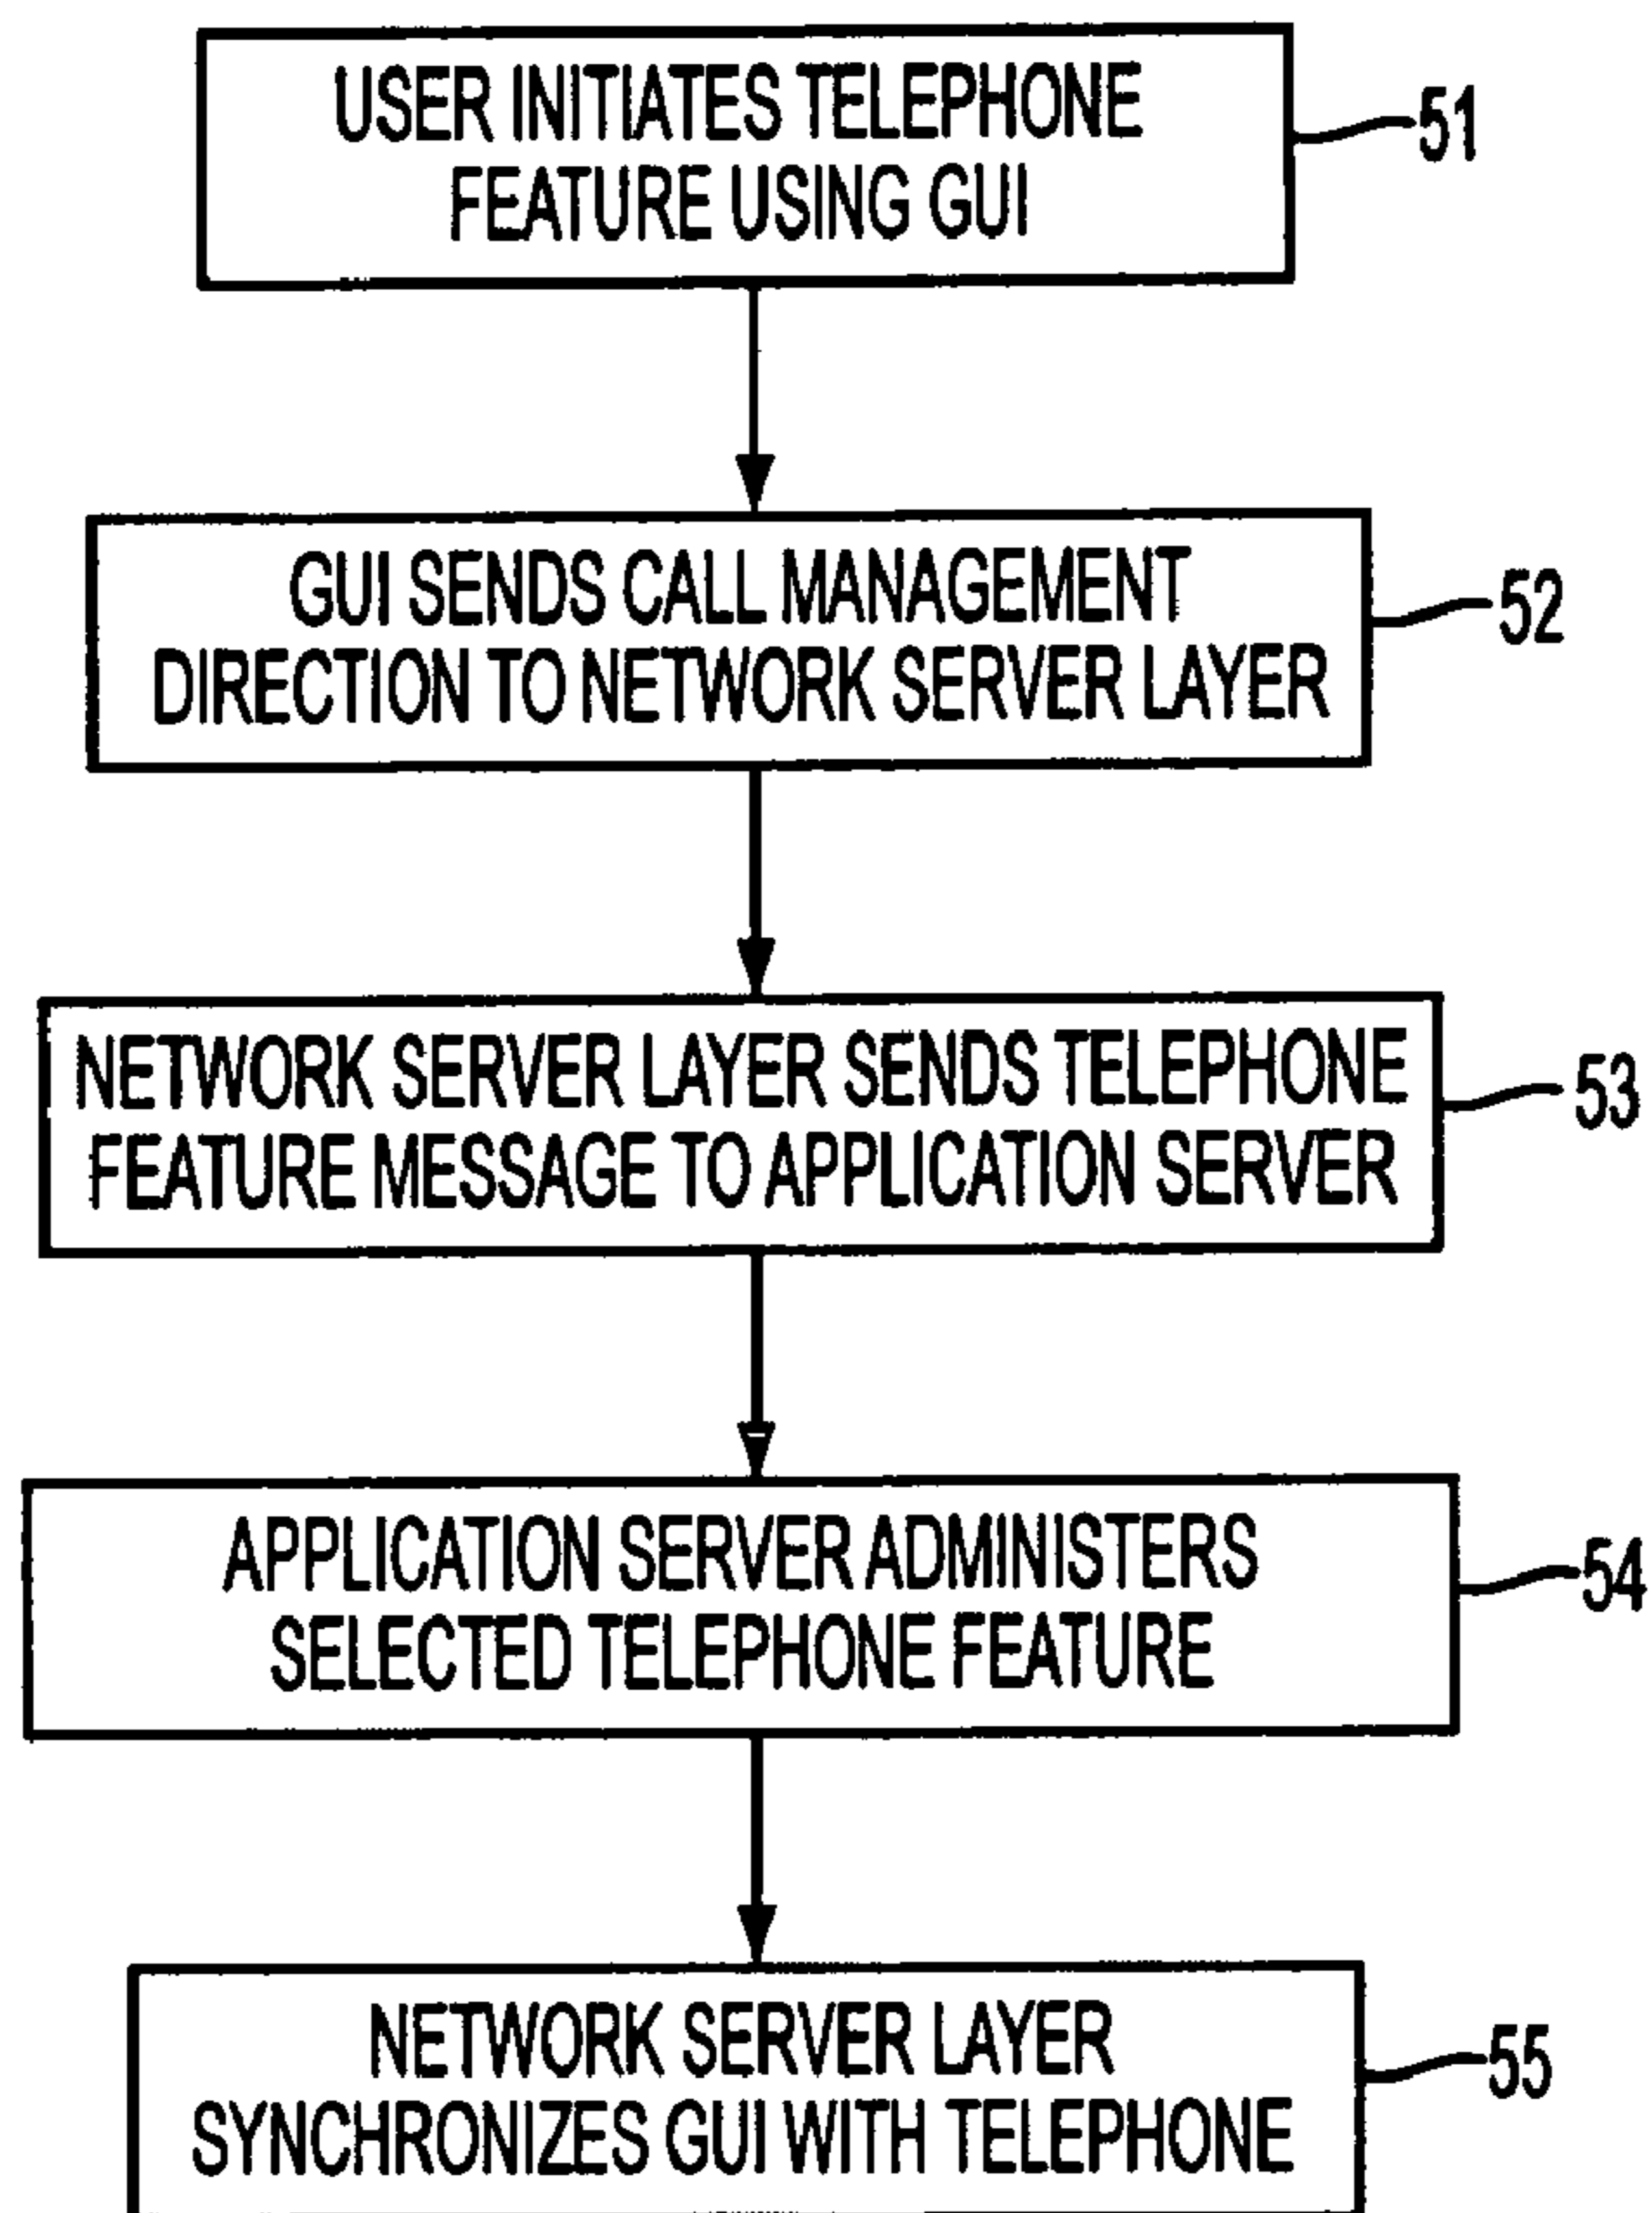 USER INITIATES TELEPHONE
FEATURE USING GUI
51
GUI SENDS CALL MANAGEMENT
DIRECTION TO NETWORK SERVER LAYER
52
NETWORK SERVER LAYER SENDS TELEPHONE
FEATURE MESSAGE TO APPLICATION SERVER
53
APPLICATION SERVER ADMINISTERS
SELECTED TELEPHONE FEATURE
54
NETWORK SERVER LAYER
SYNCHRONIZES GUI WITH TELEPHONE
55